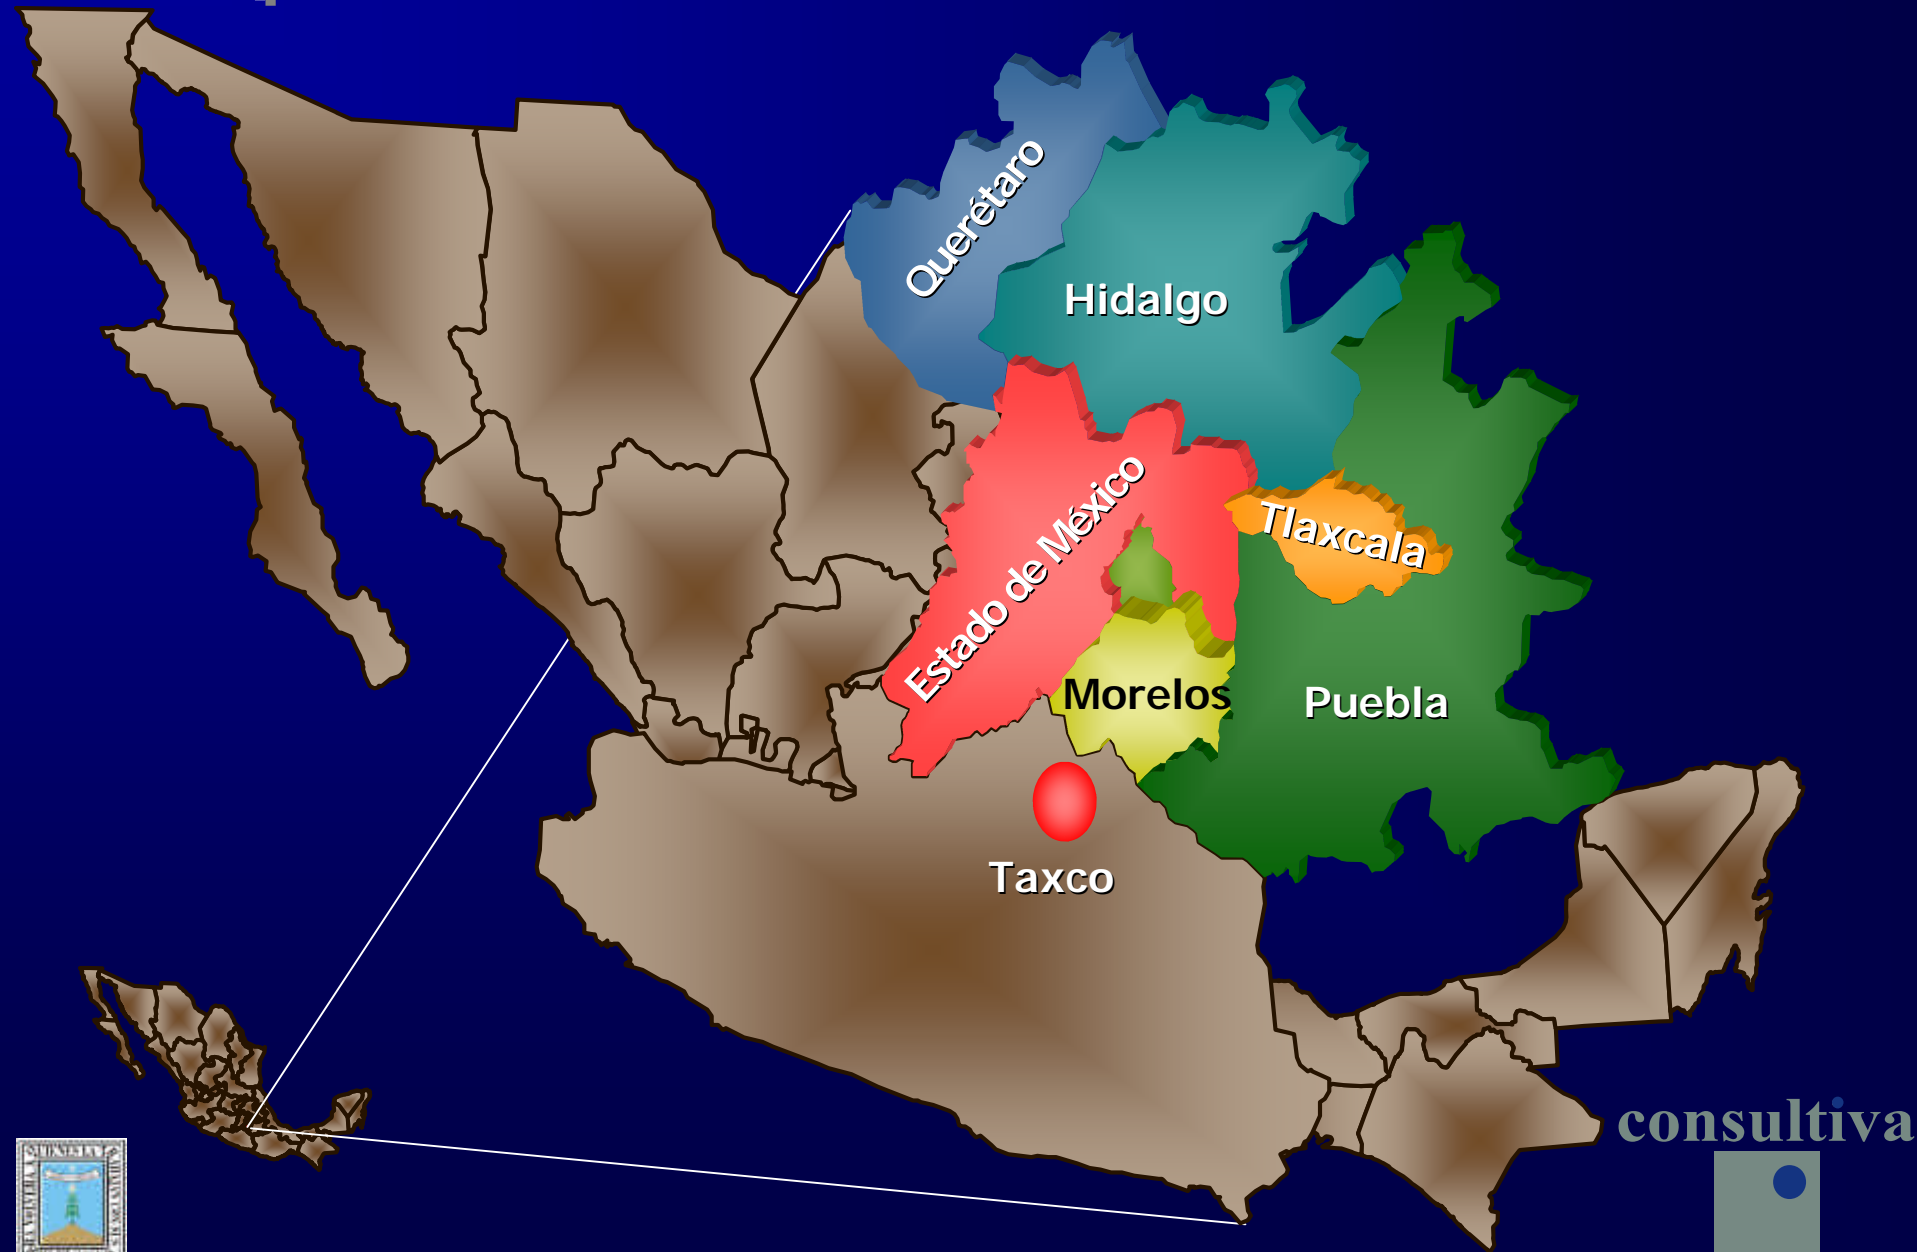 Querétaro
Hidalgo
Estado de México
Tlaxcala
Morelos
Puebla
Taxco
consultiva